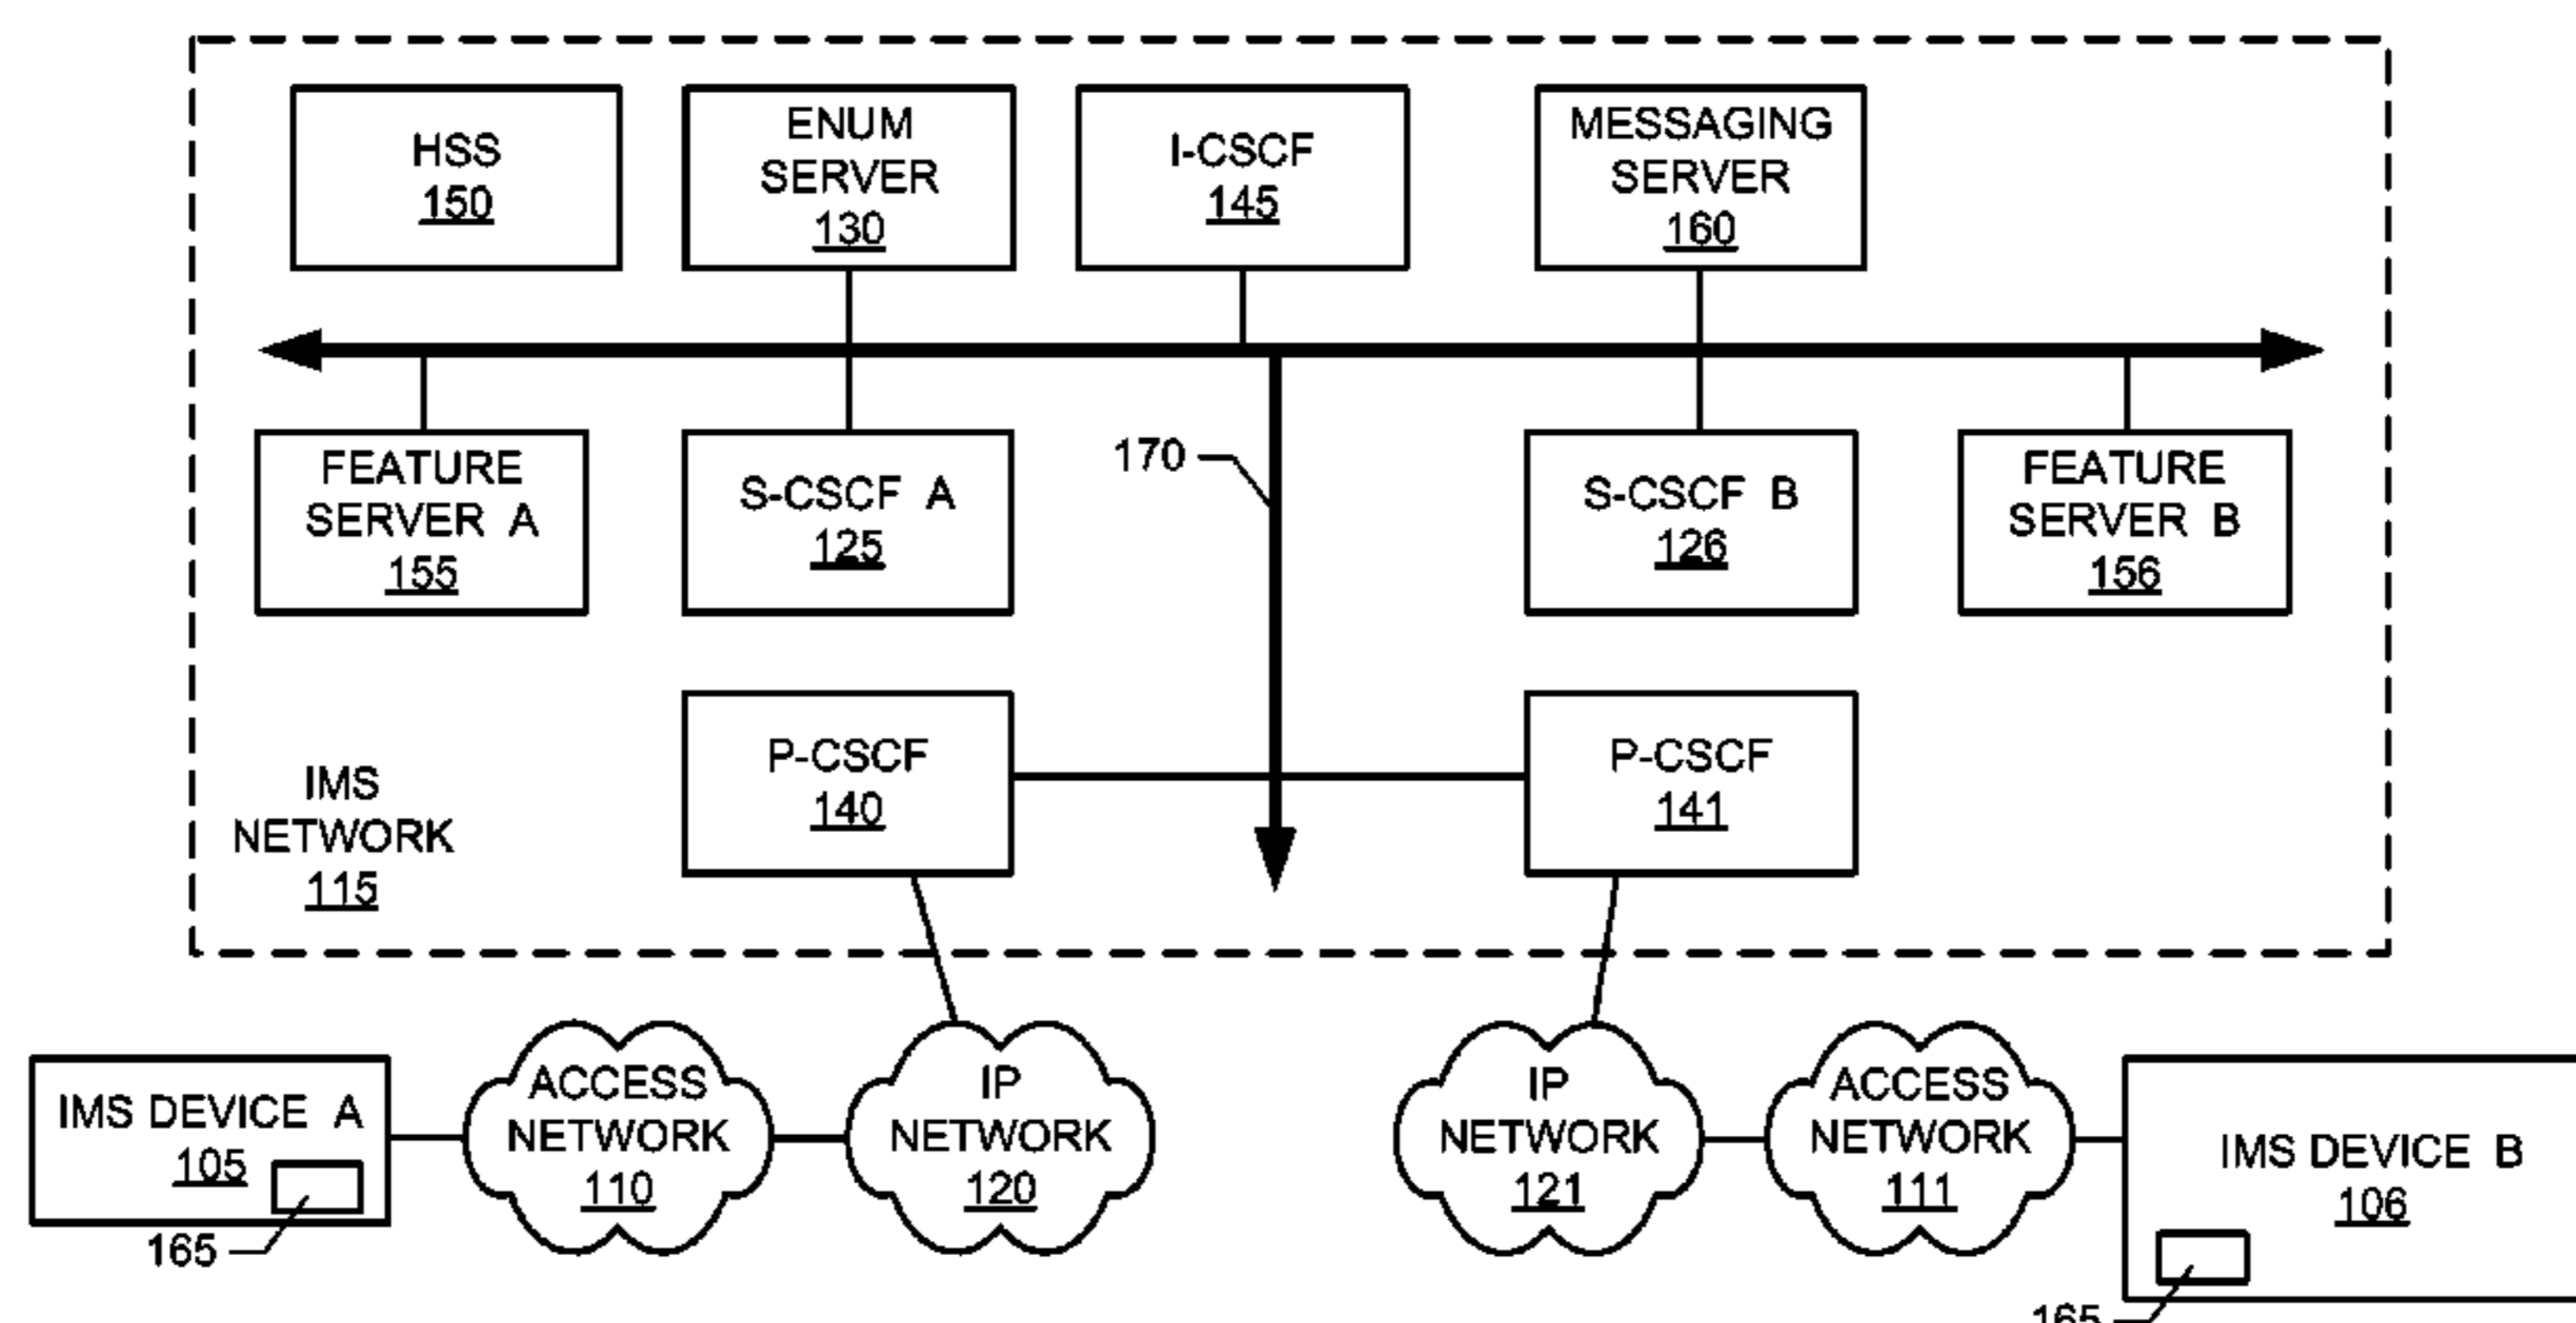 HSS
150
ENUM
SERVER
130
I-CSCF
145
MESSAGING
SERVER
160
FEATURE
SERVER A
155
S-CSCF A
125
170
S-CSCF B
126
FEATURE
SERVER B
156
P-CSCF
140
P-CSCF
141
IMS
NETWORK
115
IMS DEVICE A
105
165
ACCESS
NETWORK
110
IP
NETWORK
120
IP
NETWORK
121
ACCESS
NETWORK
111
IMS DEVICE B
106
165